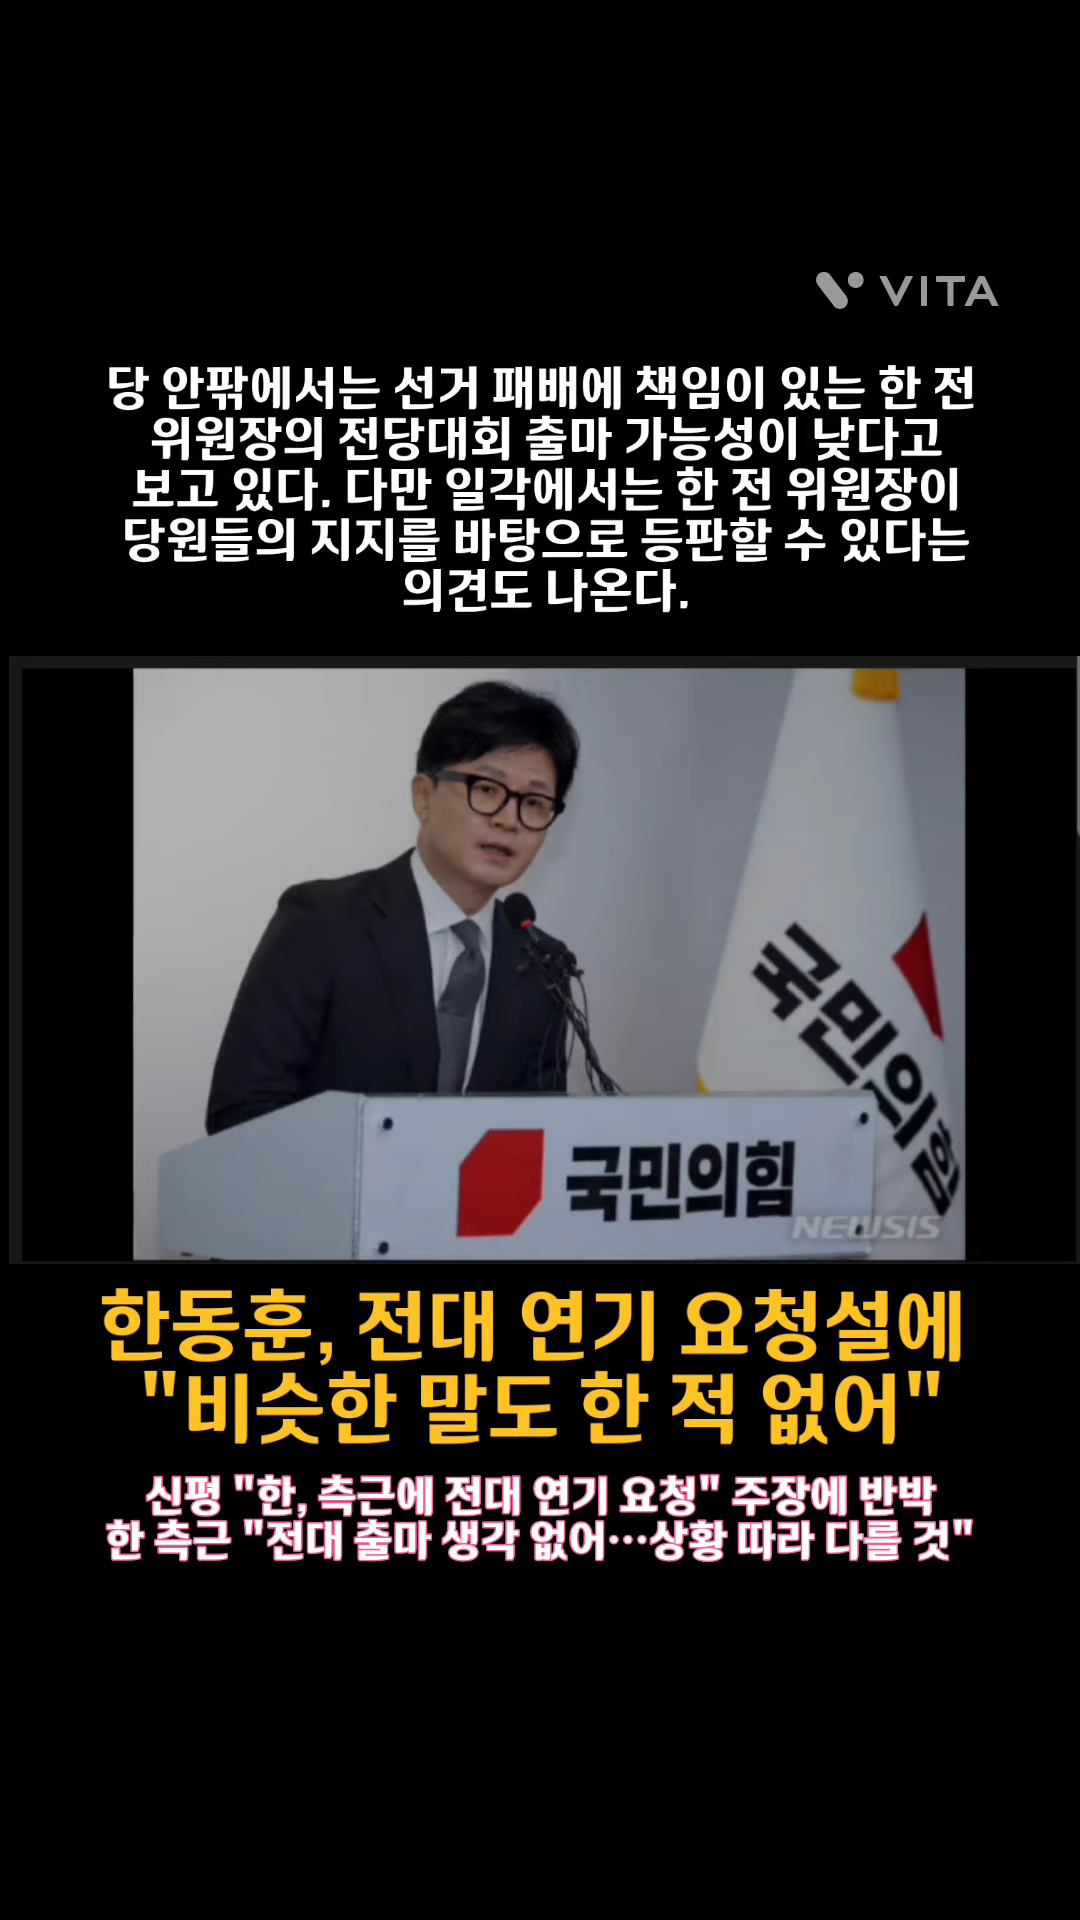 VITA
당 안팎에서는 선거 패배에 책임이 있는 한 전
위원장의 전당대회 출마 가능성이 낮다고
보고 있다. 다만 일각에서는 한 전 위원장이
당원들의 지지를 바탕으로 등판할 수 있다는
의견도 나온다.
국민의힘
국민의힘
NEWSIS
한동훈, 전대 연기 요청설에
"비슷한 말도 한 적 없어"
신평 "한, 측근에 전대 연기 요청" 주장에 반박
한 측근 "전대 출마 생각 없어…상황 따라 다를 것"